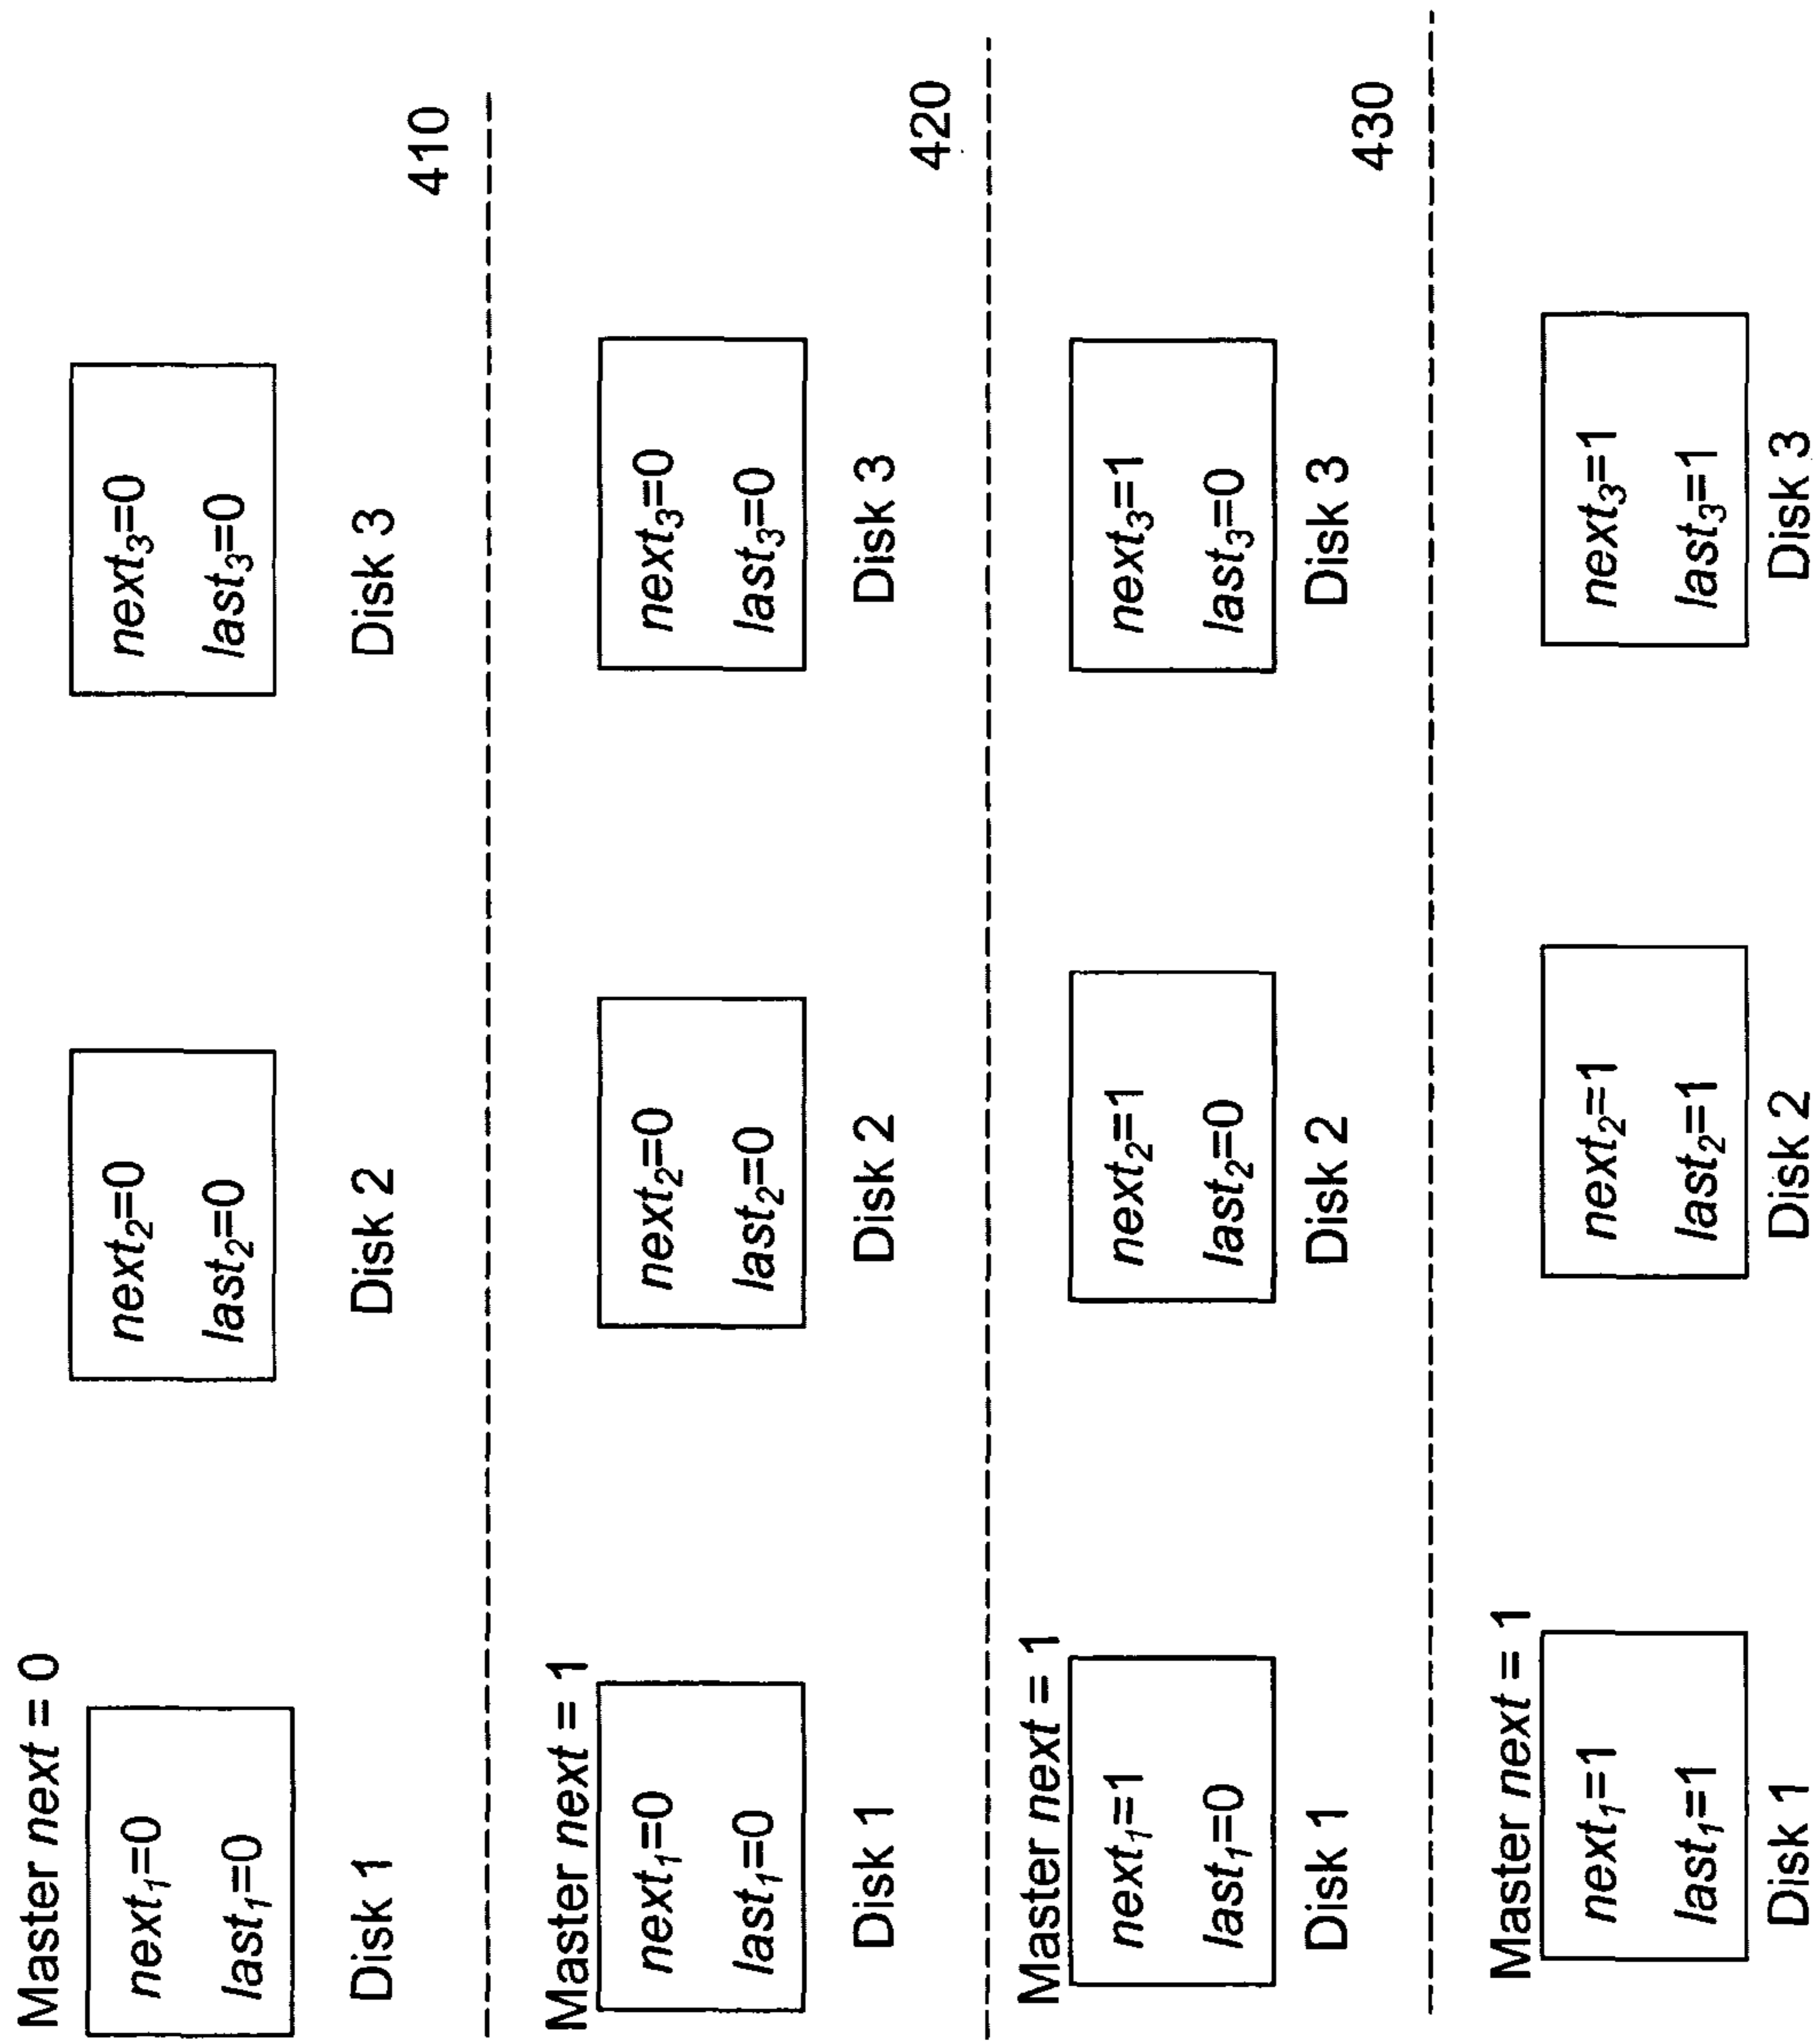 Master next = 0
next₁=0 next₂=0 next₃=0
last₁=0 last₂=0 last₃=0
Disk 1 Disk 2 Disk 3
410
Master next = 1
next₁=0 next₂=0 next₃=0
last₁=0 last₂=0 last₃=0
Disk 1 Disk 2 Disk 3
420
Master next = 1
next₁=1 next₂=1 next₃=1
last₁=0 last₂=0 last₃=0
Disk 1 Disk 2 Disk 3
430
Master next = 1
next₁=1 next₂=1 next₃=1
last₁=1 last₂=1 last₃=1
Disk 1 Disk 2 Disk 3